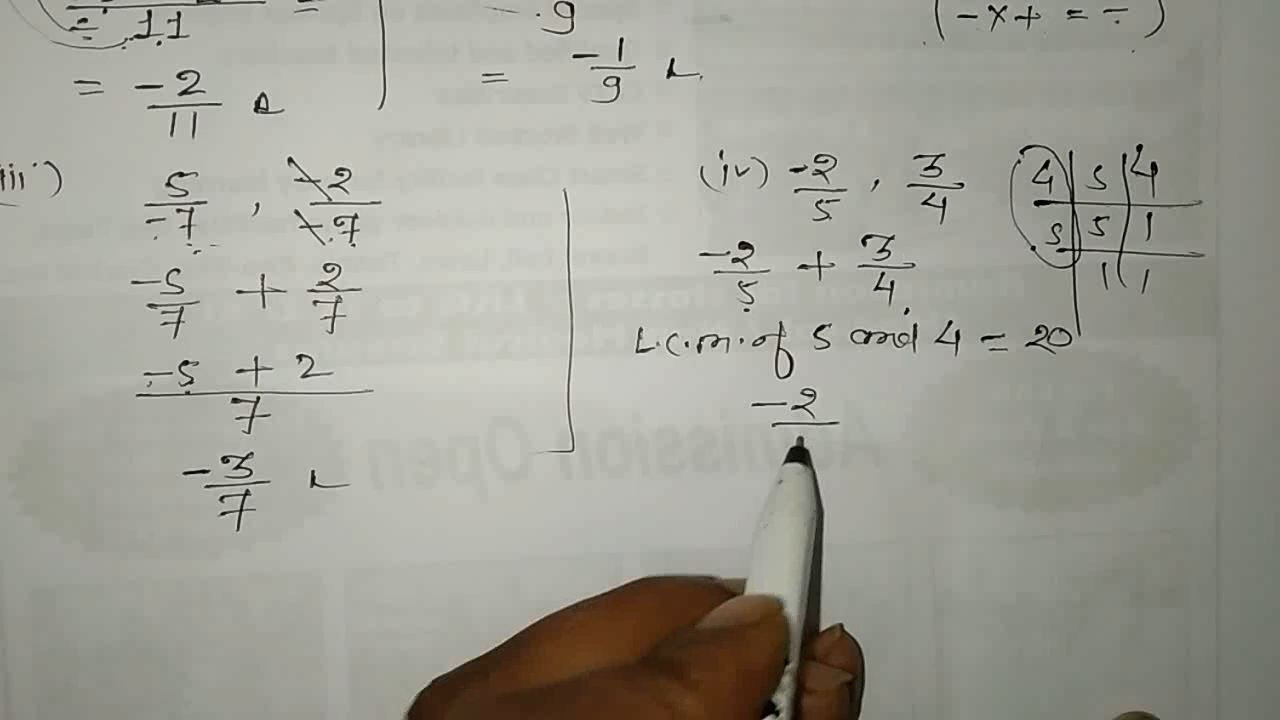 ÷ 11 =
= -2/11
- 9
= -1/9
(- × + = ÷)
iii) 5/-7 , -2/-7
-5/7 + 2/7
-5 + 2/7
-3/7
(iv) -2/5 , 3/4
-2/5 + 3/4
L.C.M. of 5 and 4 = 20
-2
4 | 5 | 4
5 | 5 | 1
1 | 1
Admission Open